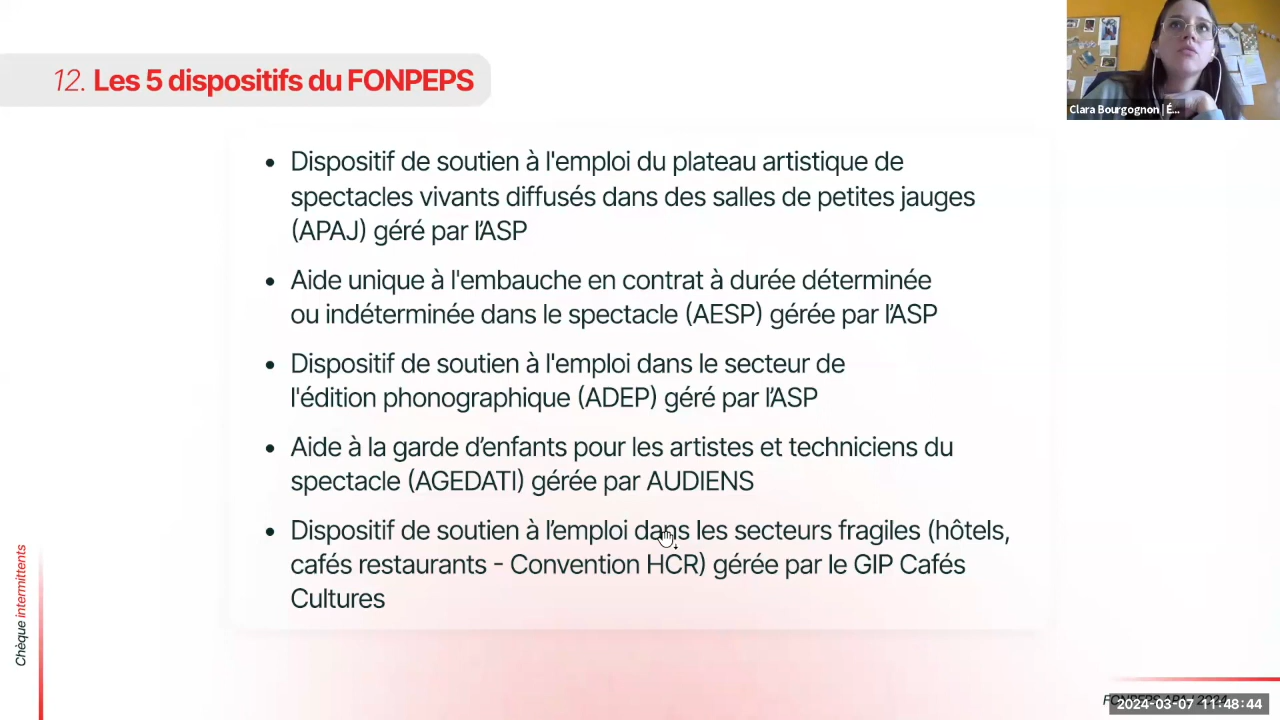 12. Les 5 dispositifs du FONPEPS
Clara Bourgognon | É...
• Dispositif de soutien à l'emploi du plateau artistique de
spectacles vivants diffusés dans des salles de petites jauges
(APAJ) géré par l’ASP
• Aide unique à l'embauche en contrat à durée déterminée
ou indéterminée dans le spectacle (AESP) gérée par l’ASP
• Dispositif de soutien à l'emploi dans le secteur de
l'édition phonographique (ADEP) géré par l’ASP
• Aide à la garde d’enfants pour les artistes et techniciens du
spectacle (AGEDATI) gérée par AUDIENS
• Dispositif de soutien à l’emploi dans les secteurs fragiles (hôtels,
cafés restaurants - Convention HCR) gérée par le GIP Cafés
Cultures
Chèque intermittents
2024-03-07 11:48:44